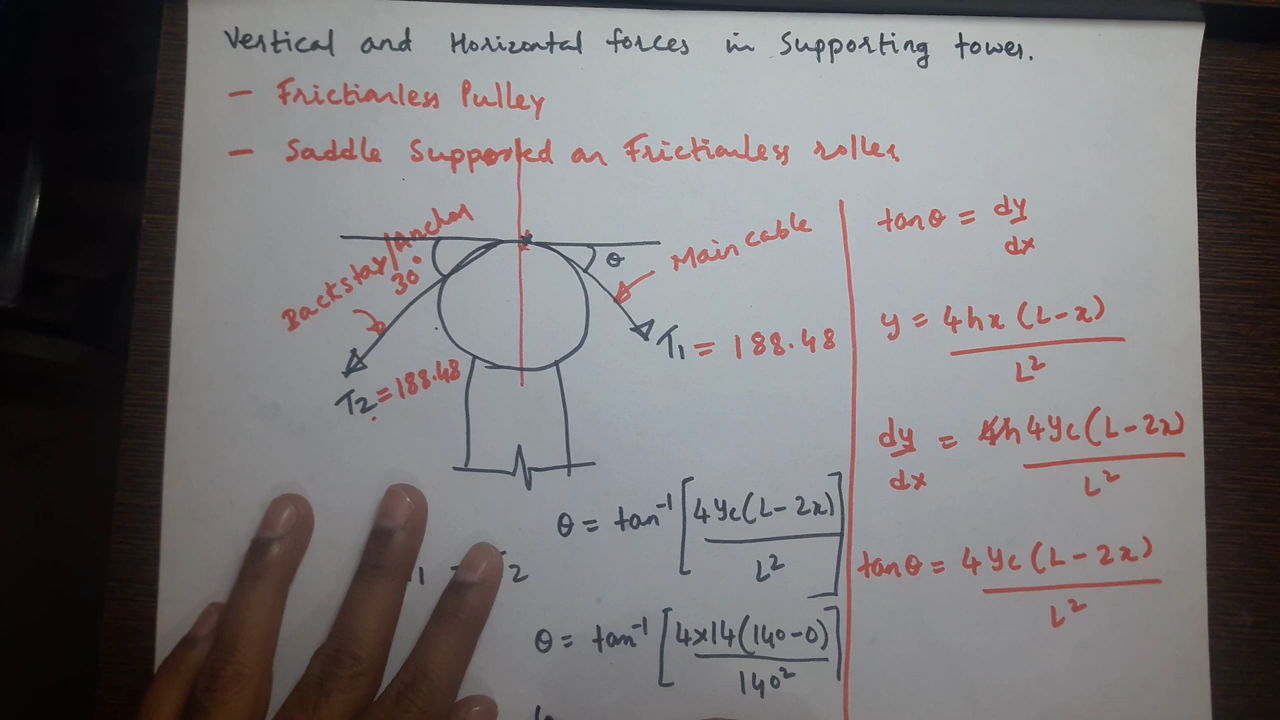 Vertical and Horizontal forces in Supporting tower.
- Frictionless Pulley
- Saddle Supported on Frictionless roller
Backstay/Anchor
30°
θ
Main cable
T₁ = 188.48
T₂ = 188.48
θ = tan⁻¹ [4yc(L-2x) / L²]
θ = tan⁻¹ [4×14(140-0) / 140²]
tanθ = dy/dx
y = 4hx(L-x) / L²
dy/dx = 4yc(L-2x) / L²
tanθ = 4yc(L-2x) / L²